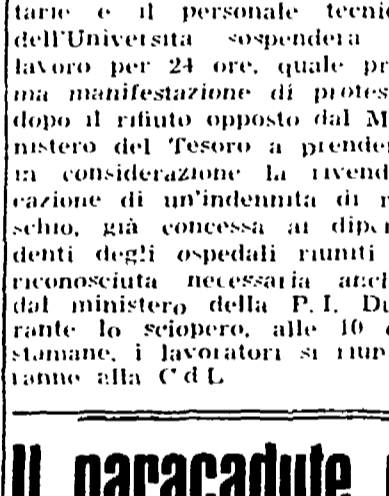 tarie e il personale tecni
dell'Università sospenderà
lavoro per 24 ore, quale pr
ma manifestazione di protes
dopo il rifiuto opposto dal M
nistero del Tesoro a prender
in considerazione la rivend
cazione di un'indennità di r
schio, già concessa ai dipen
denti degli ospedali riuniti
riconosciuta necessaria anch
dal ministero della P. I. Du
rante lo sciopero, alle 10 d
stamane, i lavoratori si riun
ranno alla C d L
Il paracadute